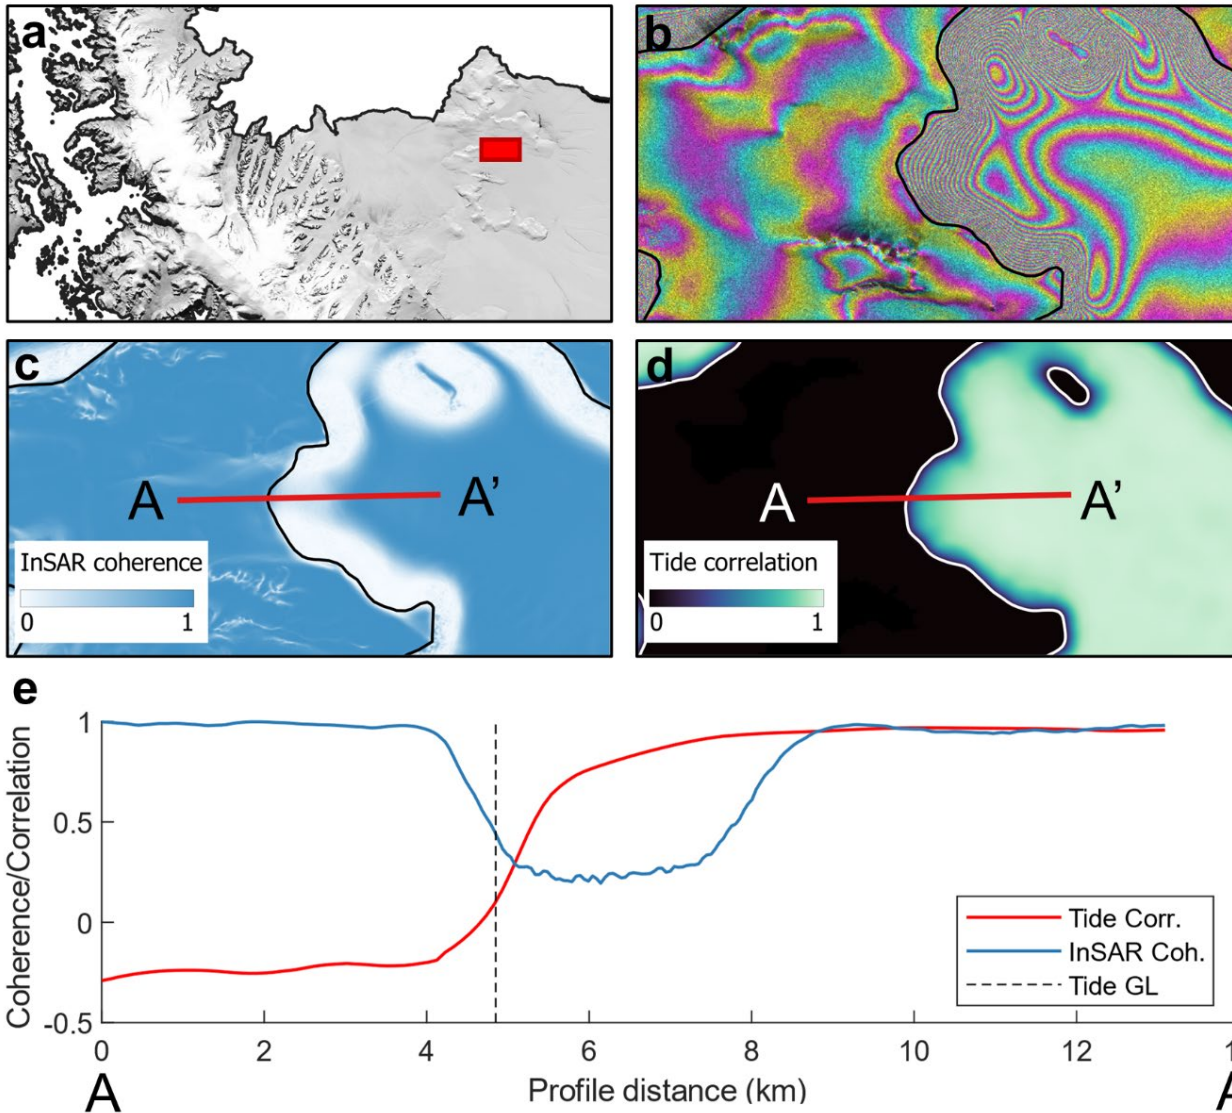 a
b
c
A
A’
InSAR coherence
0
1
d
A
A’
Tide correlation
0
1
e
Coherence/Correlation
1
0.5
0
-0.5
Tide Corr.
InSAR Coh.
Tide GL
0
2
4
6
8
10
12
A
Profile distance (km)